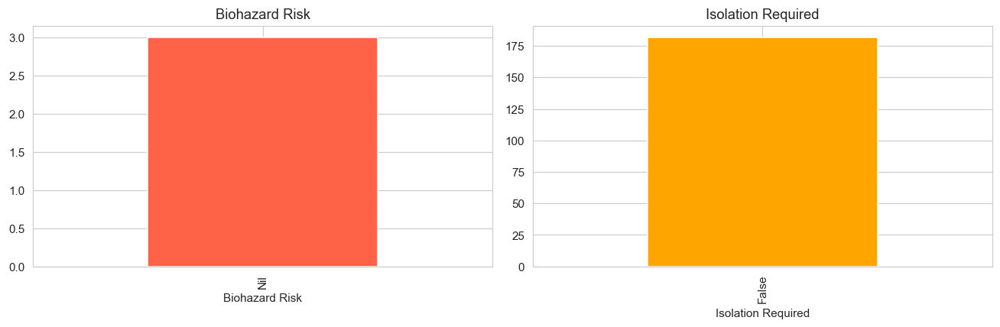 Biohazard Risk
3.0
2.5
2.0
1.5
1.0
0.5
0.0
Nil
Biohazard Risk
Isolation Required
175
150
125
100
75
50
25
0
False
Isolation Required